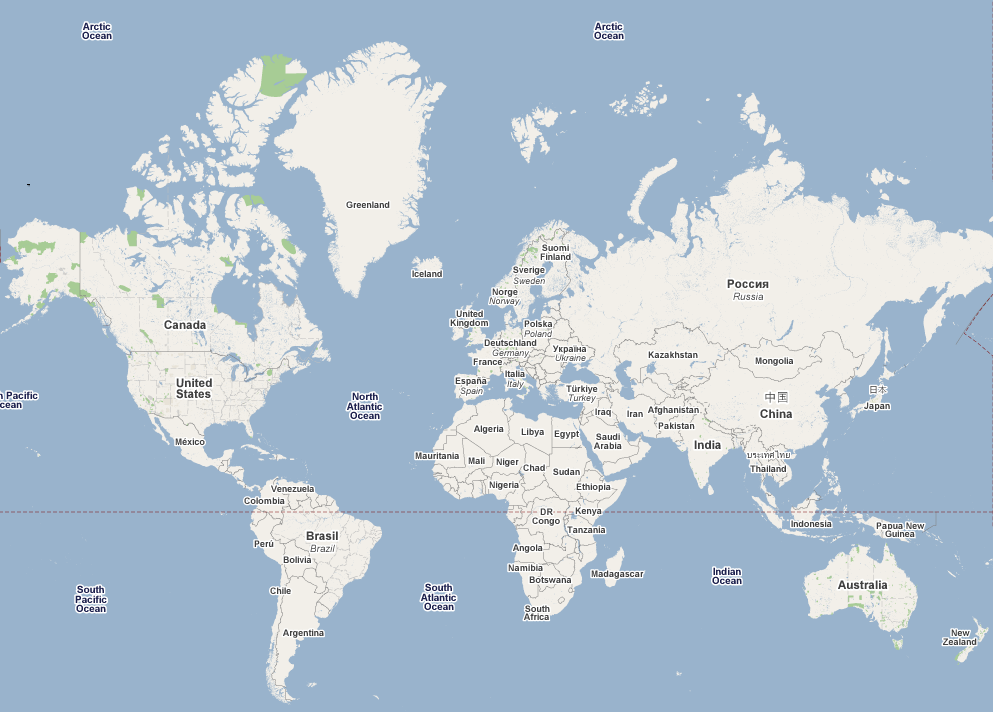 Arctic
Ocean
Arctic
Ocean
Greenland
Iceland
Suomi
Finland
Sverige
Sweden
Norge
Norway
Россия
Russia
United
Kingdom
Polska
Poland
Deutschland
Germany
Україна
Ukraine
France
Italia
Italy
España
Spain
Türkiye
Turkey
Kazakhstan
Mongolia
中国
China
日本
Japan
Canada
United
States
North
Atlantic
Ocean
n Pacific
cean
México
Iraq
Iran
Afghanistan
Pakistan
India
Saudi
Arabia
Algeria
Libya
Egypt
Mauritania
Mali
Niger
Chad
Sudan
Nigeria
Ethiopia
ประเทศไทย
Thailand
Venezuela
Colombia
DR
Congo
Kenya
Tanzania
Indonesia
Papua New
Guinea
Brasil
Brazil
Perú
Bolivia
Angola
Namibia
Botswana
Madagascar
Chile
South
Africa
Argentina
South
Pacific
Ocean
South
Atlantic
Ocean
Indian
Ocean
Australia
New
Zealand